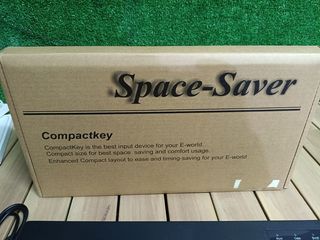 Space-Saver
Compactkey
CompactKey is the best input device for your E-world.
Compact size for best space saving and comfort usage.
Enhanced Compact layout to ease and timing-saving for your E-world